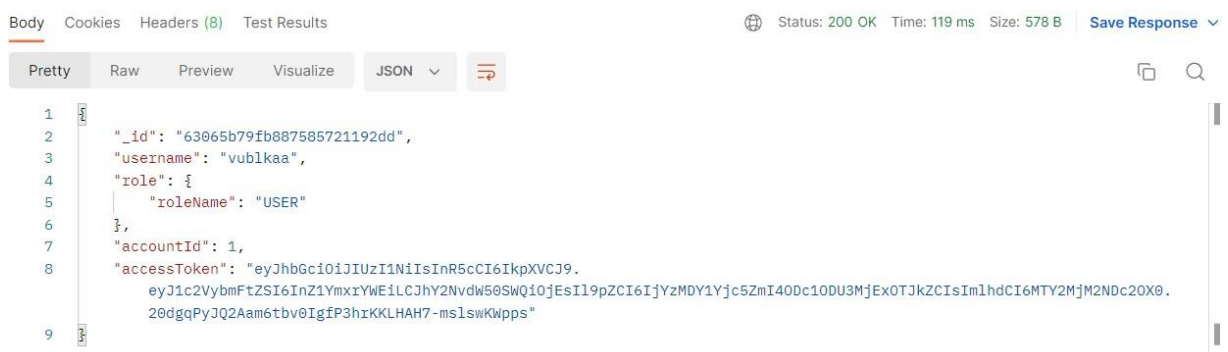 Body Cookies Headers (8) Test Results Status: 200 OK Time: 119 ms Size: 578 B Save Response
Pretty Raw Preview Visualize JSON
1 {
2 "_id": "63065b79fb887585721192dd",
3 "username": "vublkaa",
4 "role": {
5 "roleName": "USER"
6 },
7 "accountId": 1,
8 "accessToken": "eyJhbGciOiJIUzI1NiIsInR5cCI6IkpXVCJ9.
eyJ1c2VybmFtZSI6InZ1YmxrYWEiLCJhY2NvdW50SWQiOjEsIl9pZCI6IjYzMDY1Yjc5ZmI4ODc1ODU3MjExOTJkZCIsImlhdCI6MTY2MjM2NDc2OX0.
20dgqPyJQ2Aam6tbv0IgfP3hrKKLHAH7-mslswKWpps"
9 }